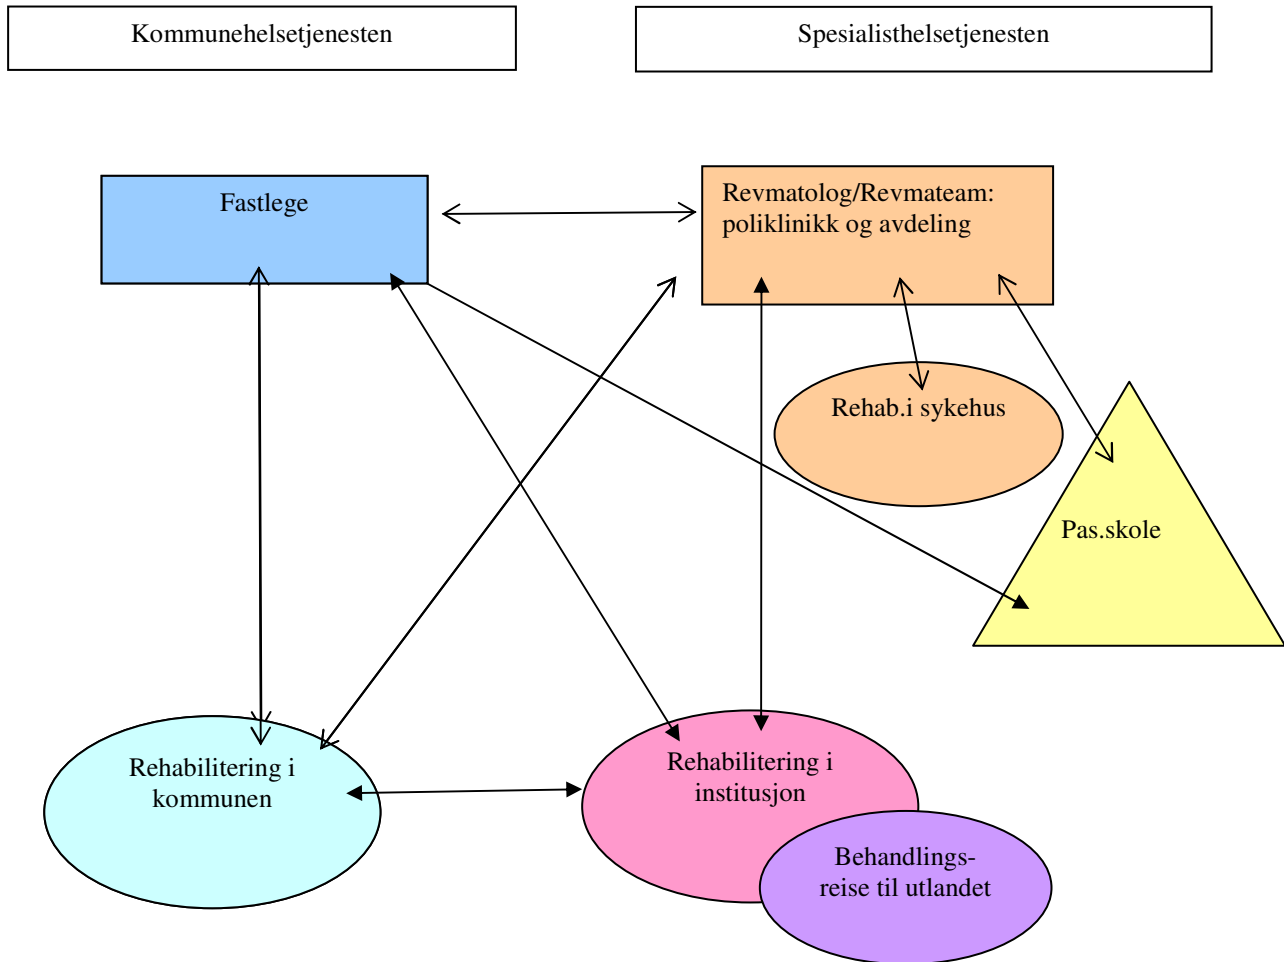 Kommunehelsetjenesten
Spesialisthelsetjenesten
Fastlege
Revmatolog/Revmateam:
poliklinikk og avdeling
Rehab.i sykehus
Pas.skole
Rehabilitering i
kommunen
Rehabilitering i
institusjon
Behandlings-
reise til utlandet